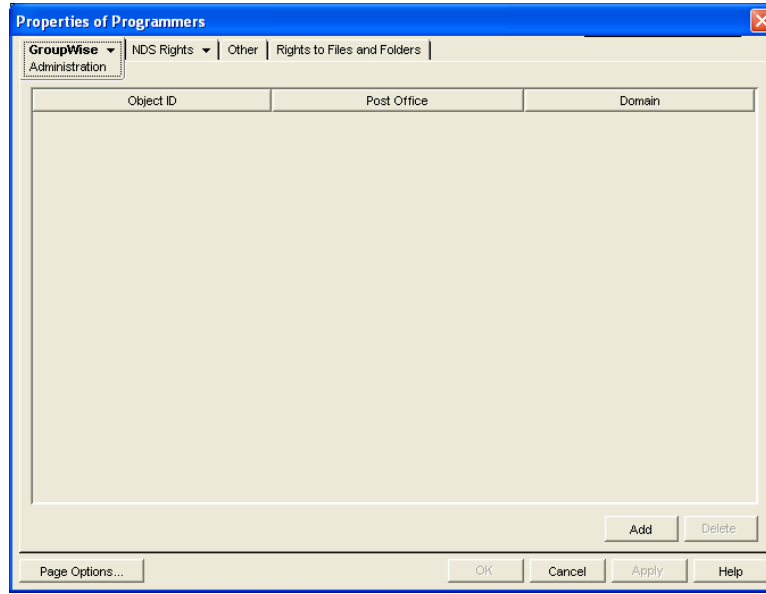 Properties of Programmers
GroupWise NDS Rights Other Rights to Files and Folders
Administration
Object ID Post Office Domain
Add Delete
Page Options... OK Cancel Apply Help